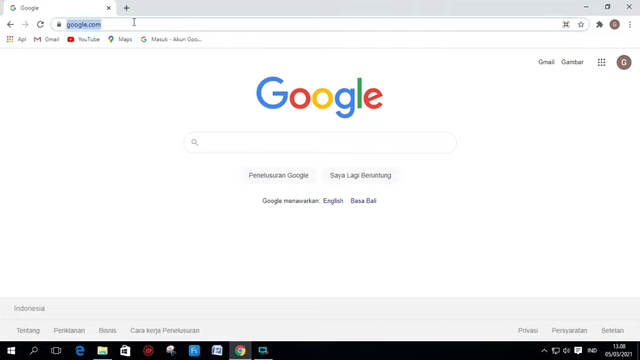 Google
google.com
Apl Gmail YouTube Maps Masuk - Akun Goo...
Gmail Gambar G
Google
Penelusuran Google Saya Lagi Beruntung
Google menawarkan: English Basa Bali
Indonesia
Tentang Periklanan Bisnis Cara kerja Penelusuran Privasi Persyaratan Setelan
IND 13.08
05/03/2021